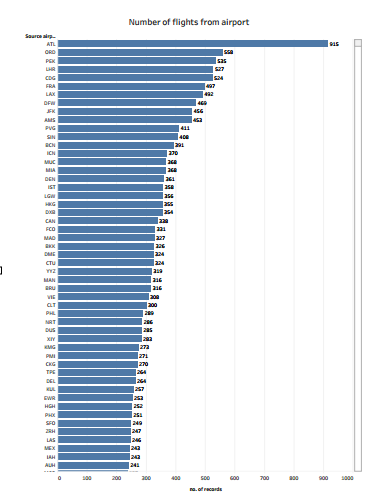 Number of flights from airport
Source airp..
ATL 915
ORD 558
PEK 535
LHR 527
CDG 524
FRA 497
LAX 492
DFW 469
JFK 456
AMS 453
PVG 411
SIN 408
BCN 391
ICN 370
MUC 368
MIA 368
DEN 361
IST 358
LGW 356
HKG 355
DXB 354
CAN 338
FCO 331
MAD 327
BKK 326
DME 324
CTU 324
YYZ 319
MAN 316
BRU 316
VIE 308
CLT 300
PHL 289
NRT 286
DUS 285
XIY 283
KMG 273
PMI 271
CKG 270
TPE 264
DEL 264
KUL 257
EWR 253
HGH 252
PHX 251
SFO 249
ZRH 247
LAS 246
MEX 243
IAH 243
AUH 241
0 100 200 300 400 500 600 700 800 900 1000
no. of records